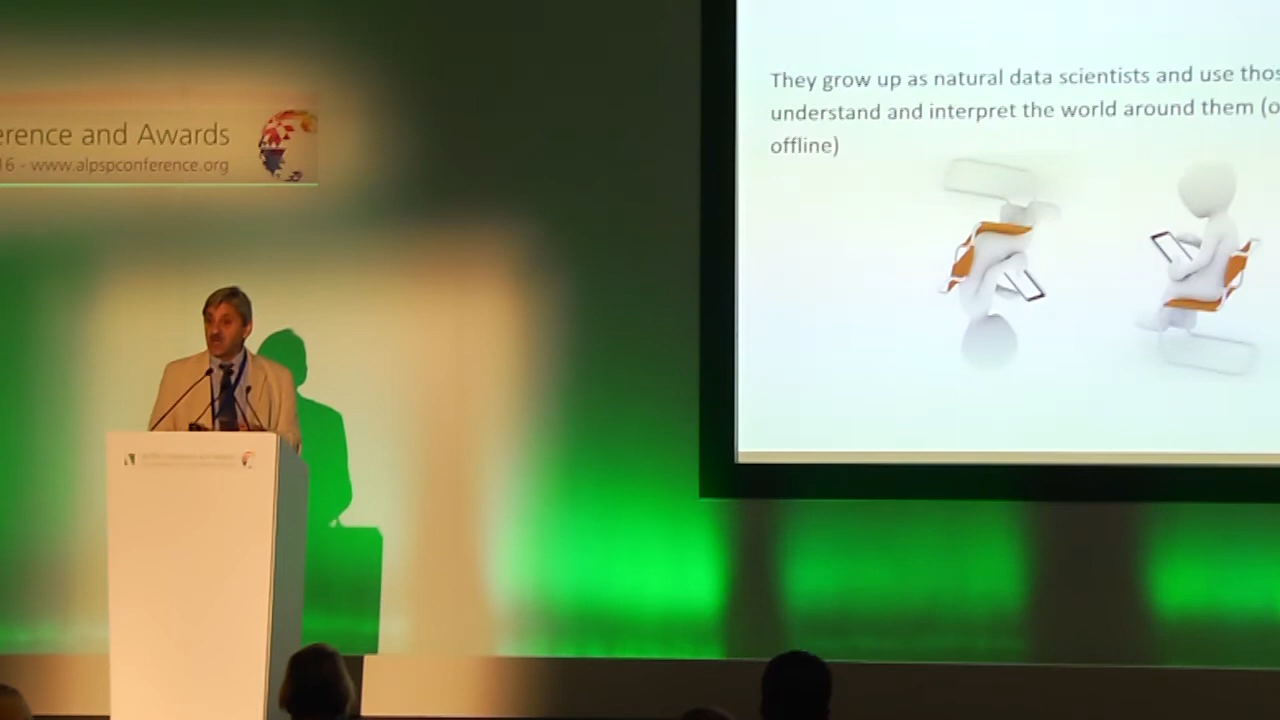 erence and Awards
16 - www.alpspconference.org
They grow up as natural data scientists and use thos
understand and interpret the world around them (o
offline)